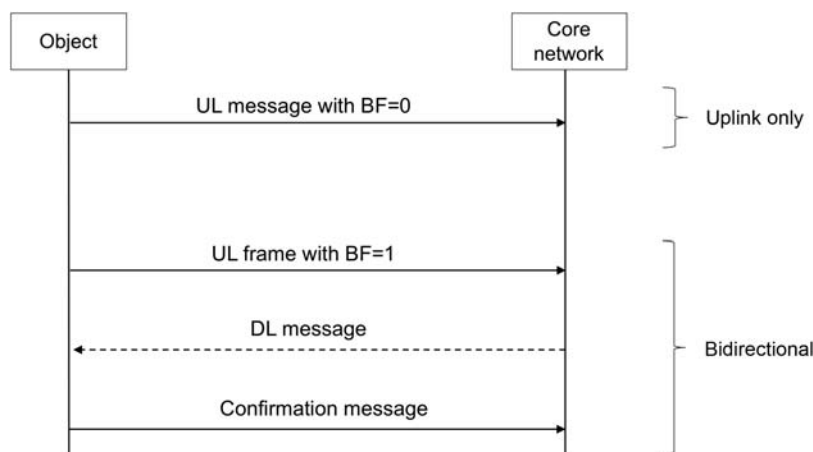 Object
Core
network
UL message with BF=0
Uplink only
UL frame with BF=1
DL message
Bidirectional
Confirmation message